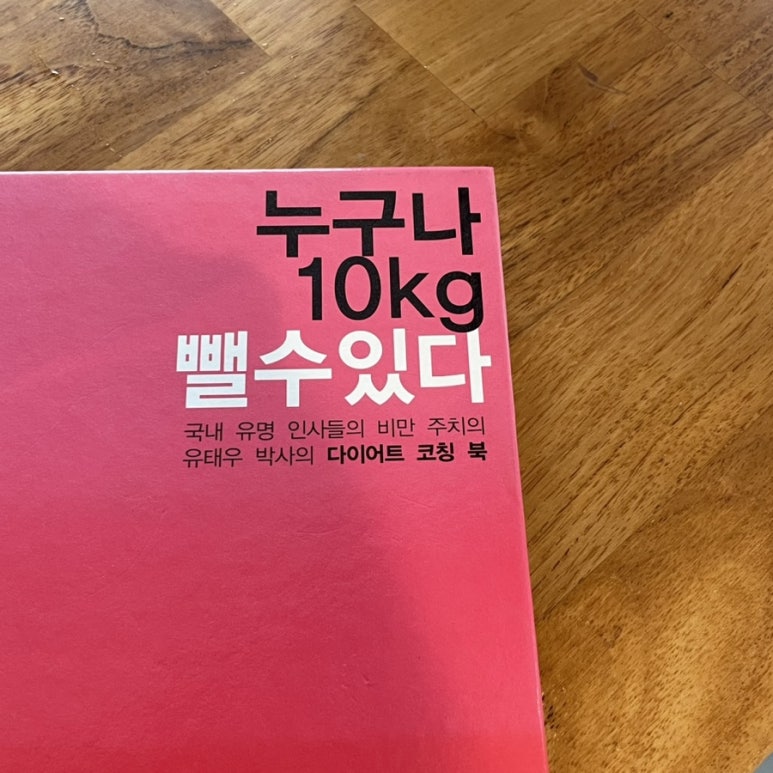 누구나
10kg
뺄수있다
국내 유명 인사들의 비만 주치의
유태우 박사의 다이어트 코칭 북